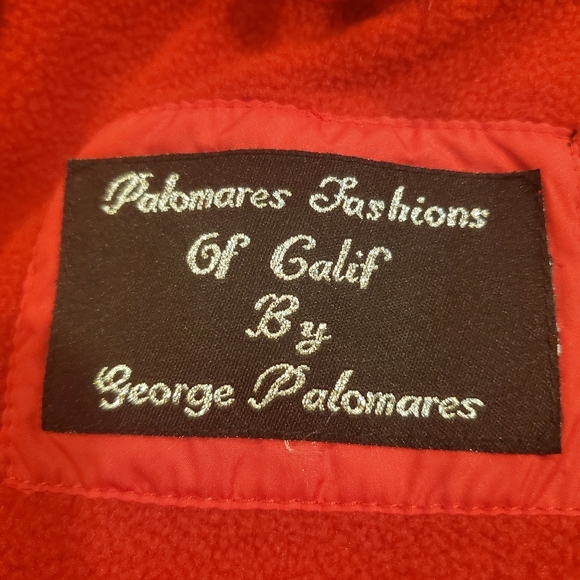 Palomares Fashions
Of Calif
By
George Palomares